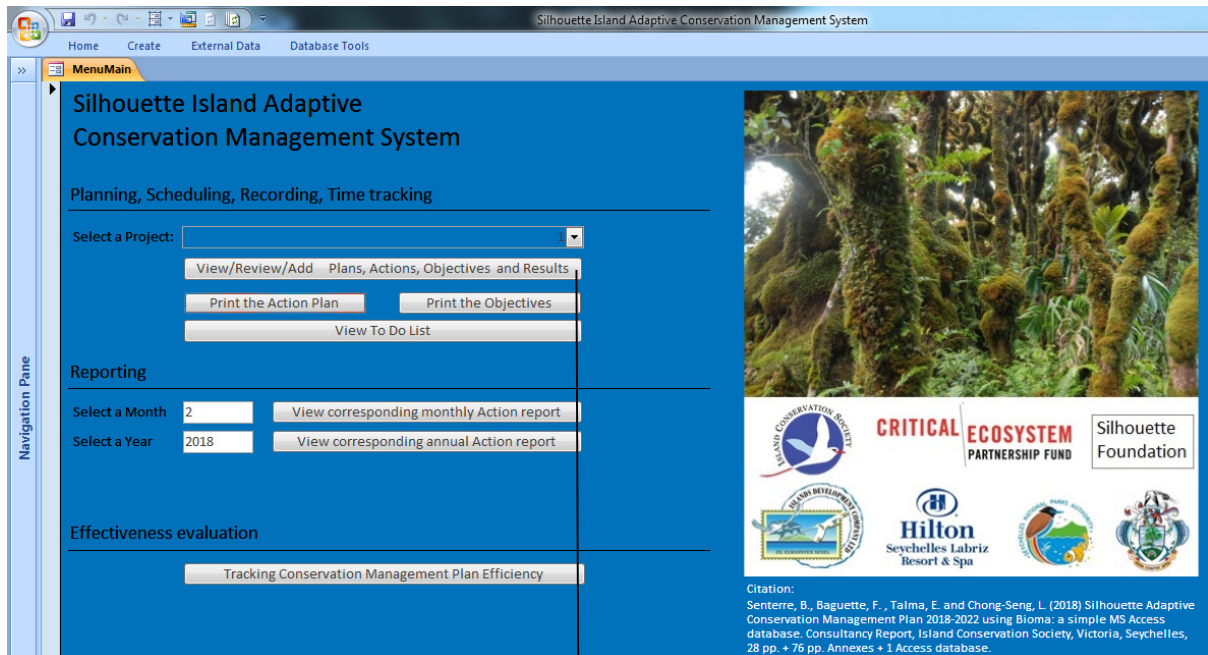 Silhouette Island Adaptive Conservation Management System
Home Create External Data Database Tools
» MenuMain
Silhouette Island Adaptive
Conservation Management System
Planning, Scheduling, Recording, Time tracking
Select a Project: 1
View/Review/Add Plans, Actions, Objectives and Results
Print the Action Plan Print the Objectives
View To Do List
Navigation Pane
Reporting
Select a Month 2 View corresponding monthly Action report
Select a Year 2018 View corresponding annual Action report
Effectiveness evaluation
Tracking Conservation Management Plan Efficiency
ISLAND CONSERVATION SOCIETY
CRITICAL ECOSYSTEM
PARTNERSHIP FUND
Silhouette
Foundation
ISLANDS DEVELOPMENT COMPANY LTD
H
Hilton
Seychelles Labriz
Resort & Spa
NATIONAL PARKS AUTHORITY
Citation:
Senterre, B., Baguette, F. , Talma, E. and Chong-Seng, L. (2018) Silhouette Adaptive
Conservation Management Plan 2018-2022 using Bioma: a simple MS Access
database. Consultancy Report, Island Conservation Society, Victoria, Seychelles,
28 pp. + 76 pp. Annexes + 1 Access database.